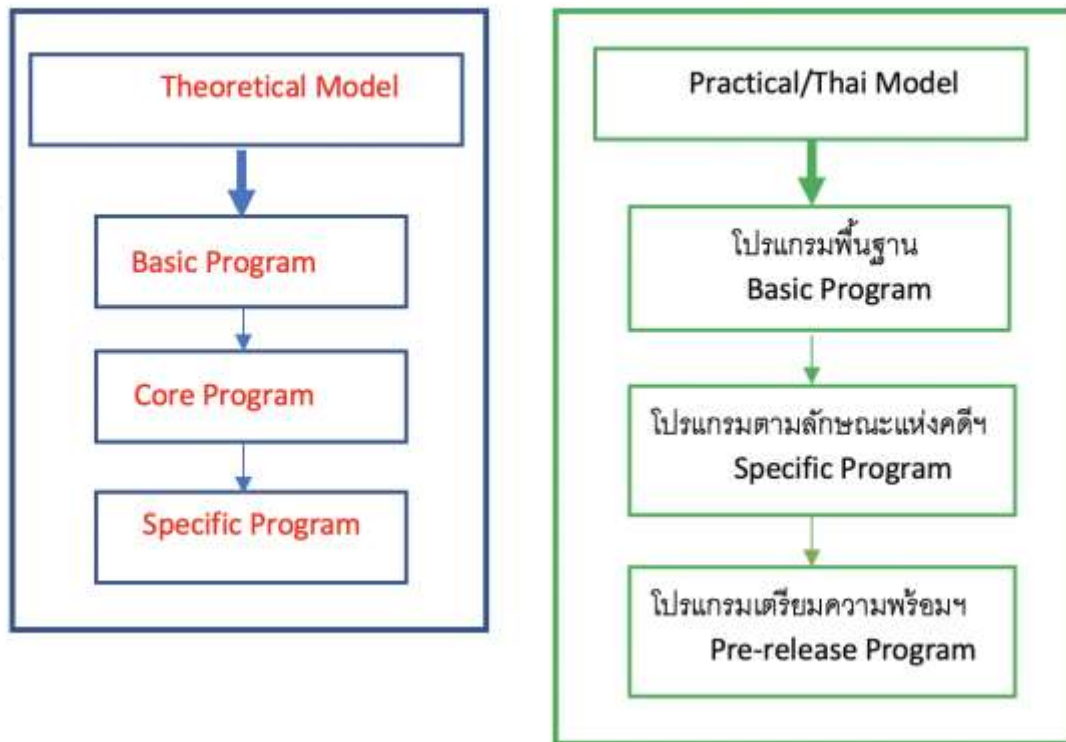 Theoretical Model
Basic Program
Core Program
Specific Program
Practical/Thai Model
โปรแกรมพื้นฐาน
Basic Program
โปรแกรมตามลักษณะแห่งคดีฯ
Specific Program
โปรแกรมเตรียมความพร้อมฯ
Pre-release Program